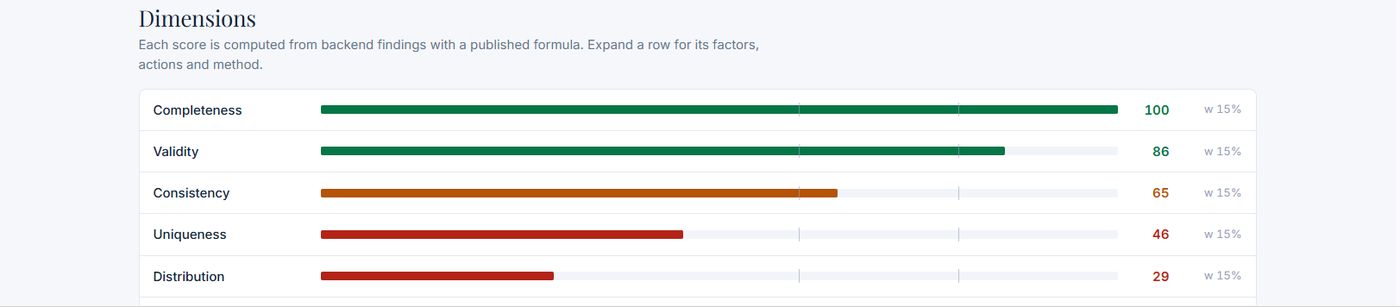 Dimensions
Each score is computed from backend findings with a published formula. Expand a row for its factors,
actions and method.
Completeness 100 w 15%
Validity 86 w 15%
Consistency 65 w 15%
Uniqueness 46 w 15%
Distribution 29 w 15%